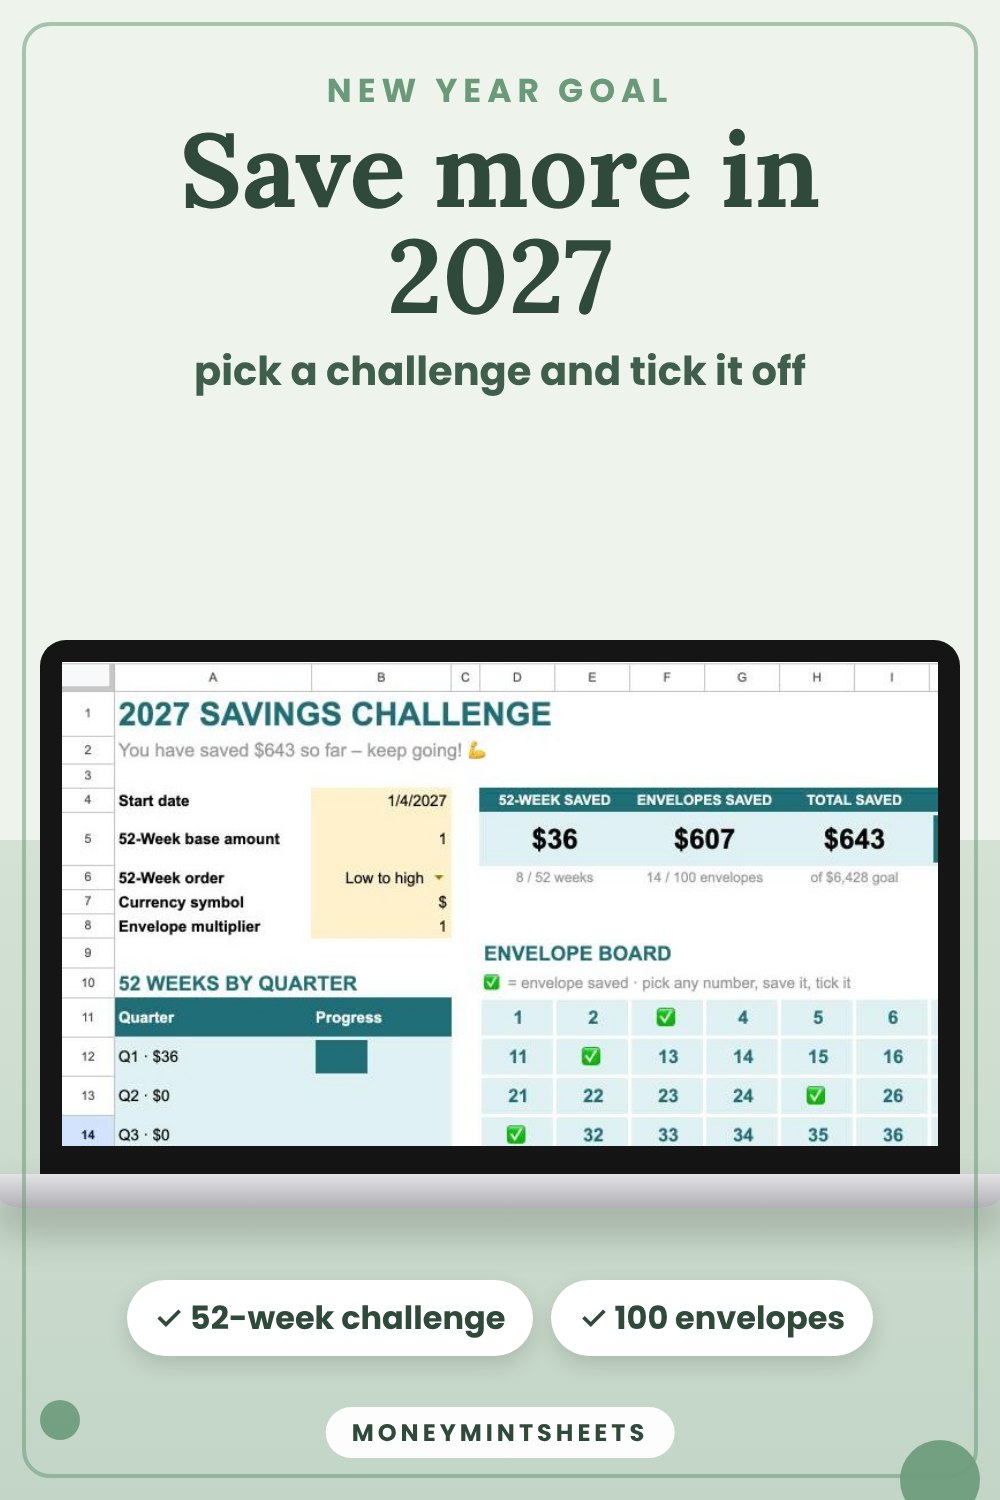 NEW YEAR GOAL
Save more in
2027
pick a challenge and tick it off
A B C D E F G H I
1 2027 SAVINGS CHALLENGE
2 You have saved $643 so far – keep going! 💪
3
4 Start date 1/4/2027 52-WEEK SAVED ENVELOPES SAVED TOTAL SAVED
5 52-Week base amount 1 $36 $607 $643
6 52-Week order Low to high 8 / 52 weeks 14 / 100 envelopes of $6,428 goal
7 Currency symbol $
8 Envelope multiplier 1
9 ENVELOPE BOARD
10 52 WEEKS BY QUARTER ✅ = envelope saved · pick any number, save it, tick it
11 Quarter Progress 1 2 ✅ 4 5 6
12 Q1 · $36 11 ✅ 13 14 15 16
13 Q2 · $0 21 22 23 24 ✅ 26
14 Q3 · $0 ✅ 32 33 34 35 36
✓ 52-week challenge ✓ 100 envelopes
MONEYMINTSHEETS